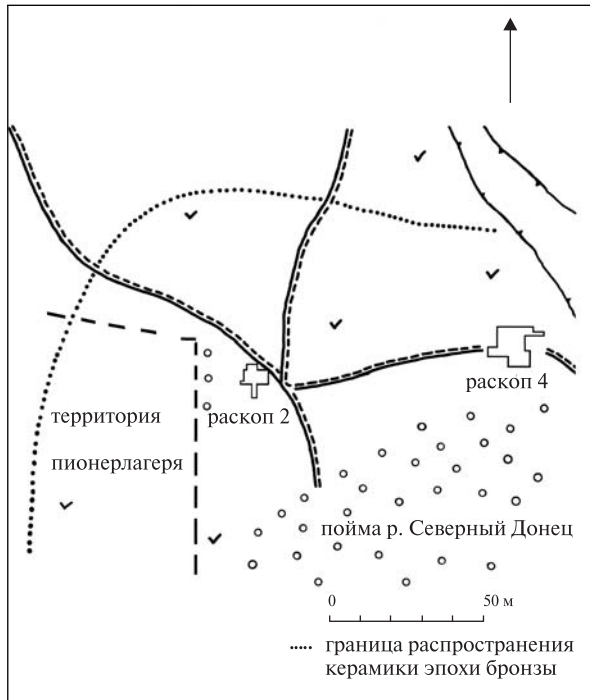 раскоп 4
раскоп 2
территория
пионерлагеря
пойма р. Северный Донец
0 50 м
граница распространения
керамики эпохи бронзы